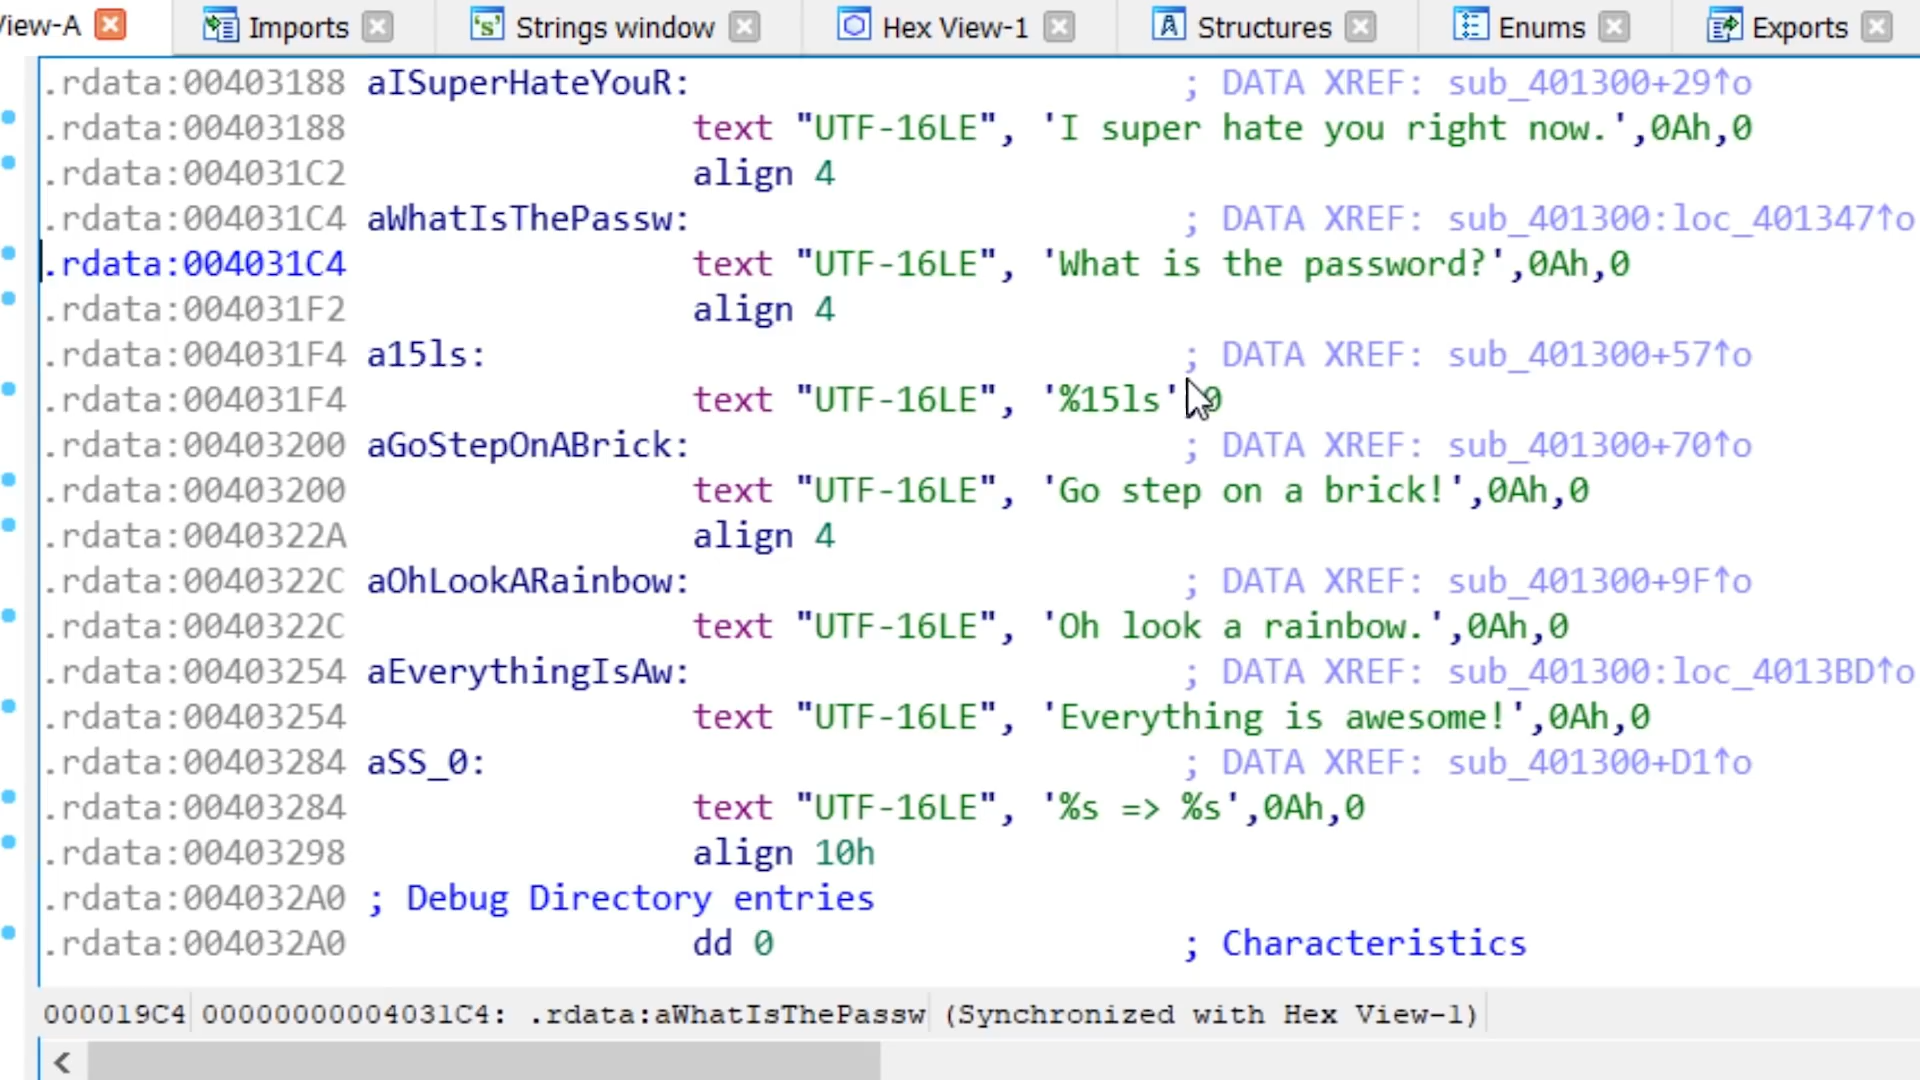 View-A Imports 's' Strings window Hex View-1 A Structures Enums Exports
.rdata:00403188 aISuperHateYouR: ; DATA XREF: sub_401300+29↑o
.rdata:00403188 text "UTF-16LE", 'I super hate you right now.',0Ah,0
.rdata:004031C2 align 4
.rdata:004031C4 aWhatIsThePassw: ; DATA XREF: sub_401300:loc_401347↑o
.rdata:004031C4 text "UTF-16LE", 'What is the password?',0Ah,0
.rdata:004031F2 align 4
.rdata:004031F4 a15ls: ; DATA XREF: sub_401300+57↑o
.rdata:004031F4 text "UTF-16LE", '%15ls' 0
.rdata:00403200 aGoStepOnABrick: ; DATA XREF: sub_401300+70↑o
.rdata:00403200 text "UTF-16LE", 'Go step on a brick!',0Ah,0
.rdata:0040322A align 4
.rdata:0040322C aOhLookARainbow: ; DATA XREF: sub_401300+9F↑o
.rdata:0040322C text "UTF-16LE", 'Oh look a rainbow.',0Ah,0
.rdata:00403254 aEverythingIsAw: ; DATA XREF: sub_401300:loc_4013BD↑o
.rdata:00403254 text "UTF-16LE", 'Everything is awesome!',0Ah,0
.rdata:00403284 aSS_0: ; DATA XREF: sub_401300+D1↑o
.rdata:00403284 text "UTF-16LE", '%s => %s',0Ah,0
.rdata:00403298 align 10h
.rdata:004032A0 ; Debug Directory entries
.rdata:004032A0 dd 0 ; Characteristics
000019C4 00000000004031C4: .rdata:aWhatIsThePassw (Synchronized with Hex View-1)